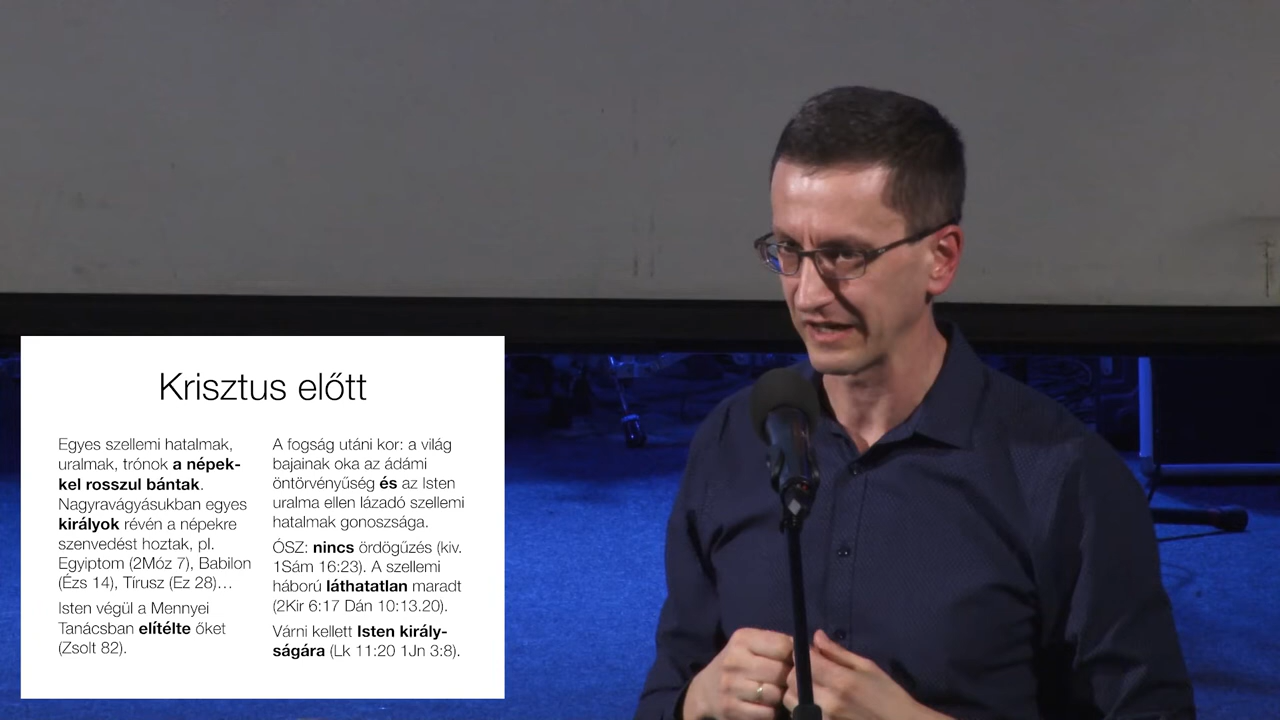 Krisztus előtt
Egyes szellemi hatalmak,
uralmak, trónok a népek-
kel rosszul bántak.
Nagyravágyásukban egyes
királyok révén a népekre
szenvedést hoztak, pl.
Egyiptom (2Móz 7), Babilon
(Ézs 14), Tírusz (Ez 28)...
Isten végül a Mennyei
Tanácsban elítélte őket
(Zsolt 82).
A fogság utáni kor: a világ
bajainak oka az ádámi
öntörvényűség és az Isten
uralma ellen lázadó szellemi
hatalmak gonoszsága.
ÓSZ: nincs ördögűzés (kiv.
1Sám 16:23). A szellemi
háború láthatatlan maradt
(2Kir 6:17 Dán 10:13.20).
Várni kellett Isten király-
ságára (Lk 11:20 1Jn 3:8).